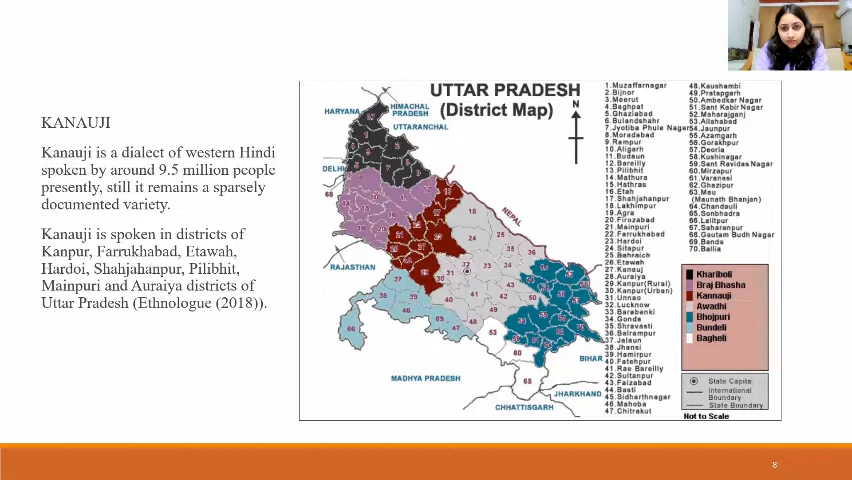 KANAUJI
Kanauji is a dialect of western Hindi
spoken by around 9.5 million people
presently, still it remains a sparsely
documented variety.
Kanauji is spoken in districts of
Kanpur, Farrukhabad, Etawah,
Hardoi, Shahjahanpur, Pilibhit,
Mainpuri and Auraiya districts of
Uttar Pradesh (Ethnologue (2018)).
UTTAR PRADESH
(District Map)
N
HARYANA
HIMACHAL
PRADESH
UTTARANCHAL
DELHI
NEPAL
RAJASTHAN
MADHYA PRADESH
BIHAR
JHARKHAND
CHHATTISGARH
1.Muzaffarnagar
2.Bijnor
3.Meerut
4.Baghpat
5.Ghaziabad
6.Bulandshahr
7.Jyotiba Phule Nagar
8.Moradabad
9.Rampur
10.Aligarh
11.Budaun
12.Bareilly
13.Pilibhit
14.Mathura
15.Hathras
16.Etah
17.Shahjahanpur
18.Lakhimpur
19.Agra
20.Firozabad
21.Mainpuri
22.Farrukhabad
23.Hardoi
24.Sitapur
25.Bahraich
26.Etawah
27.Kanauj
28.Auraiya
29.Kanpur(Rural)
30.Kanpur(Urban)
31.Unnao
32.Lucknow
33.Barabanki
34.Gonda
35.Shravasti
36.Balrampur
37.Jalaun
38.Jhansi
39.Hamirpur
40.Fatehpur
41.Rae Bareilly
42.Sultanpur
43.Faizabad
44.Basti
45.Sidharthnagar
46.Mahoba
47.Chitrakut
48.Kaushambi
49.Pratapgarh
50.Ambedkar Nagar
51.Sant Kabir Nagar
52.Maharajganj
53.Allahabad
54.Jaunpur
55.Azamgarh
56.Gorakhpur
57.Deoria
58.Kushinagar
59.Sant Ravidas Nagar
60.Mirzapur
61.Varanasi
62.Ghazipur
63.Mau
(Maunath Bhanjan)
64.Chandauli
65.Sonbhadra
66.Lalitpur
67.Saharanpur
68.Gautam Budh Nagar
69.Banda
70.Ballia
Khariboli
Braj Bhasha
Kannauji
Awadhi
Bhojpuri
Bundeli
Bagheli
State Capital
International
Boundary
State Boundary
Not to Scale
8